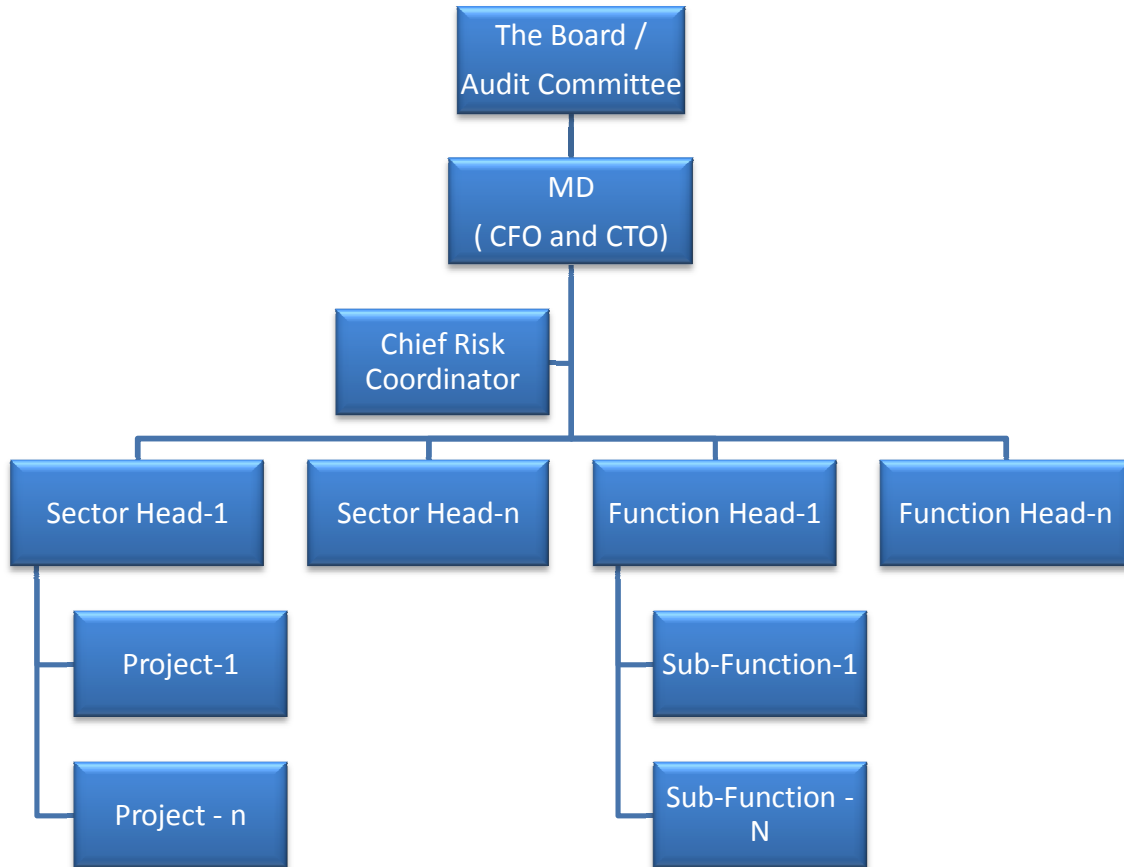 The Board /
Audit Committee
MD
( CFO and CTO)
Chief Risk
Coordinator
Sector Head-1
Sector Head-n
Function Head-1
Function Head-n
Project-1
Sub-Function-1
Project - n
Sub-Function -
N